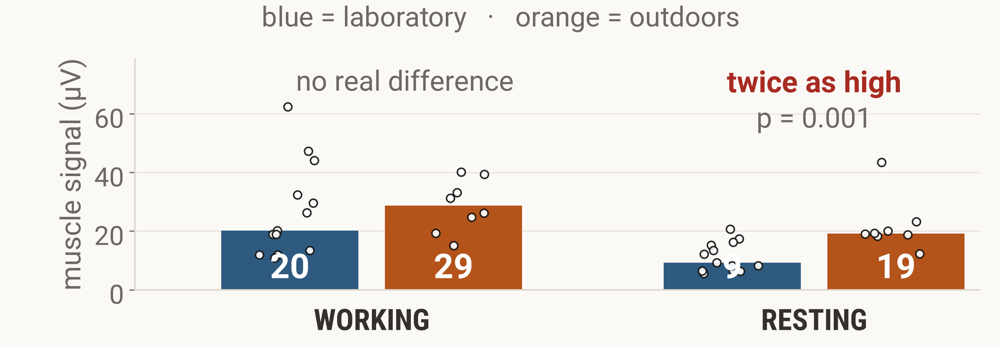 blue = laboratory · orange = outdoors
muscle signal (µV)
no real difference
twice as high
p = 0.001
60
40
20
0
20
29
9
19
WORKING
RESTING